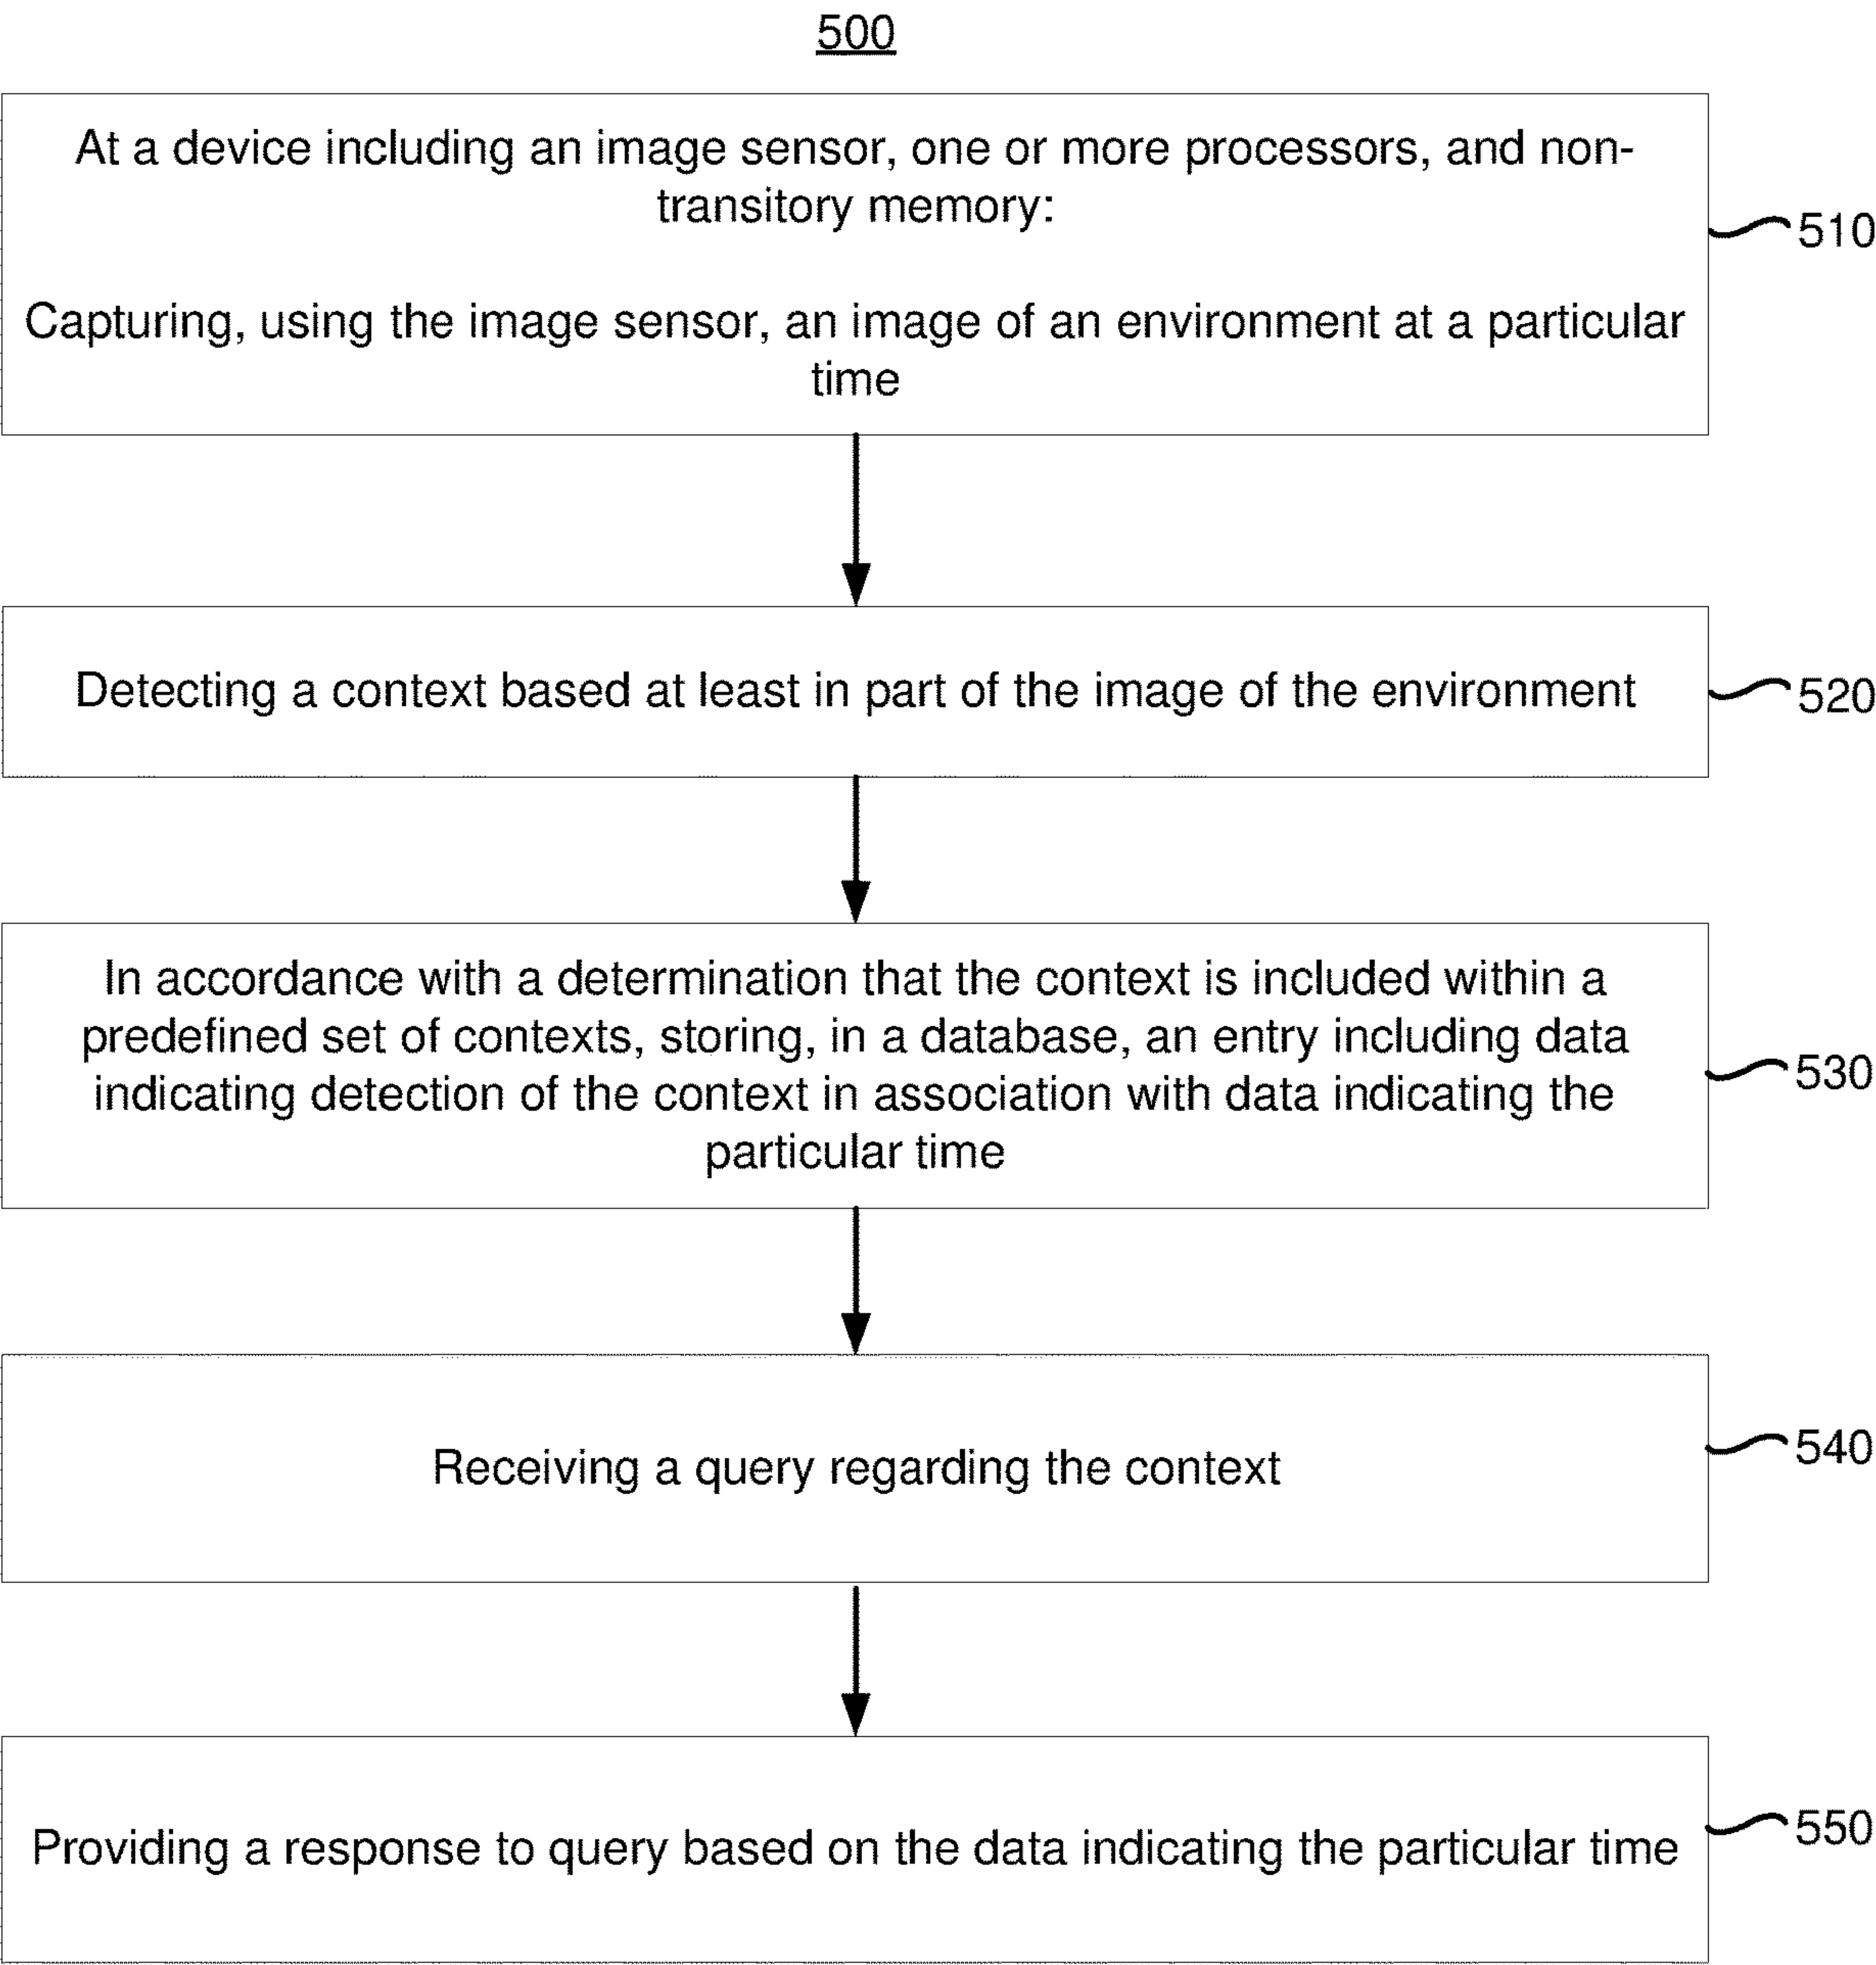 500
At a device including an image sensor, one or more processors, and non-
transitory memory:
Capturing, using the image sensor, an image of an environment at a particular
time
510
Detecting a context based at least in part of the image of the environment
520
In accordance with a determination that the context is included within a
predefined set of contexts, storing, in a database, an entry including data
indicating detection of the context in association with data indicating the
particular time
530
Receiving a query regarding the context
540
Providing a response to query based on the data indicating the particular time
550